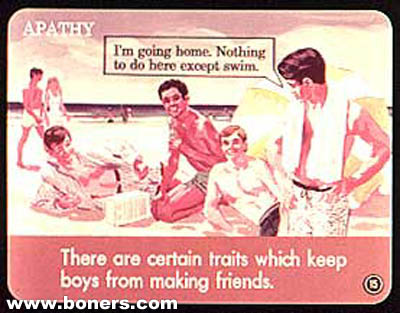 APATHY
I'm going home. Nothing
to do here except swim.
There are certain traits which keep
boys from making friends.
15
www.boners.com